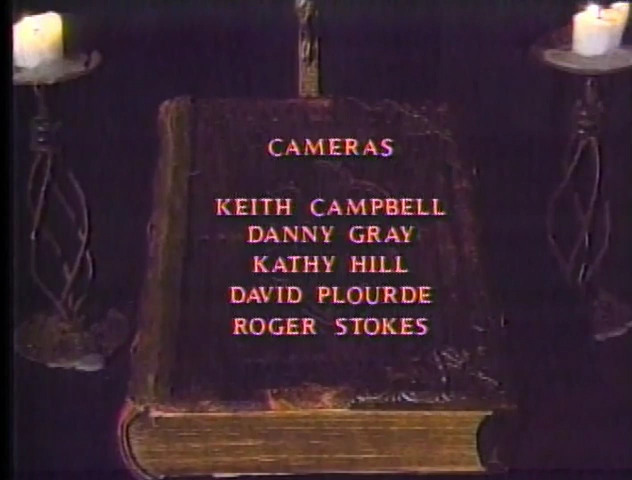 CAMERAS
KEITH CAMPBELL
DANNY GRAY
KATHY HILL
DAVID PLOURDE
ROGER STOKES